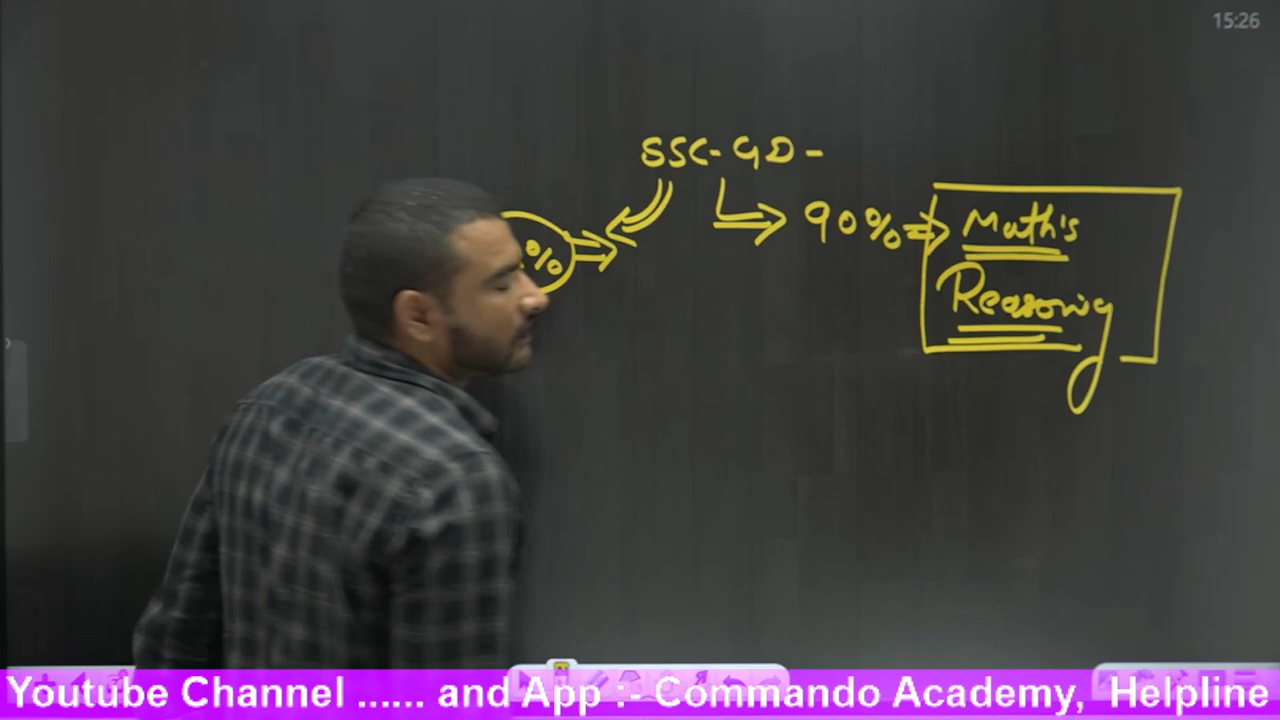 15:26
SSC-GD-
%
90% ⇒ Math's
Reasoning
Youtube Channel ...... and App :- Commando Academy, Helpline